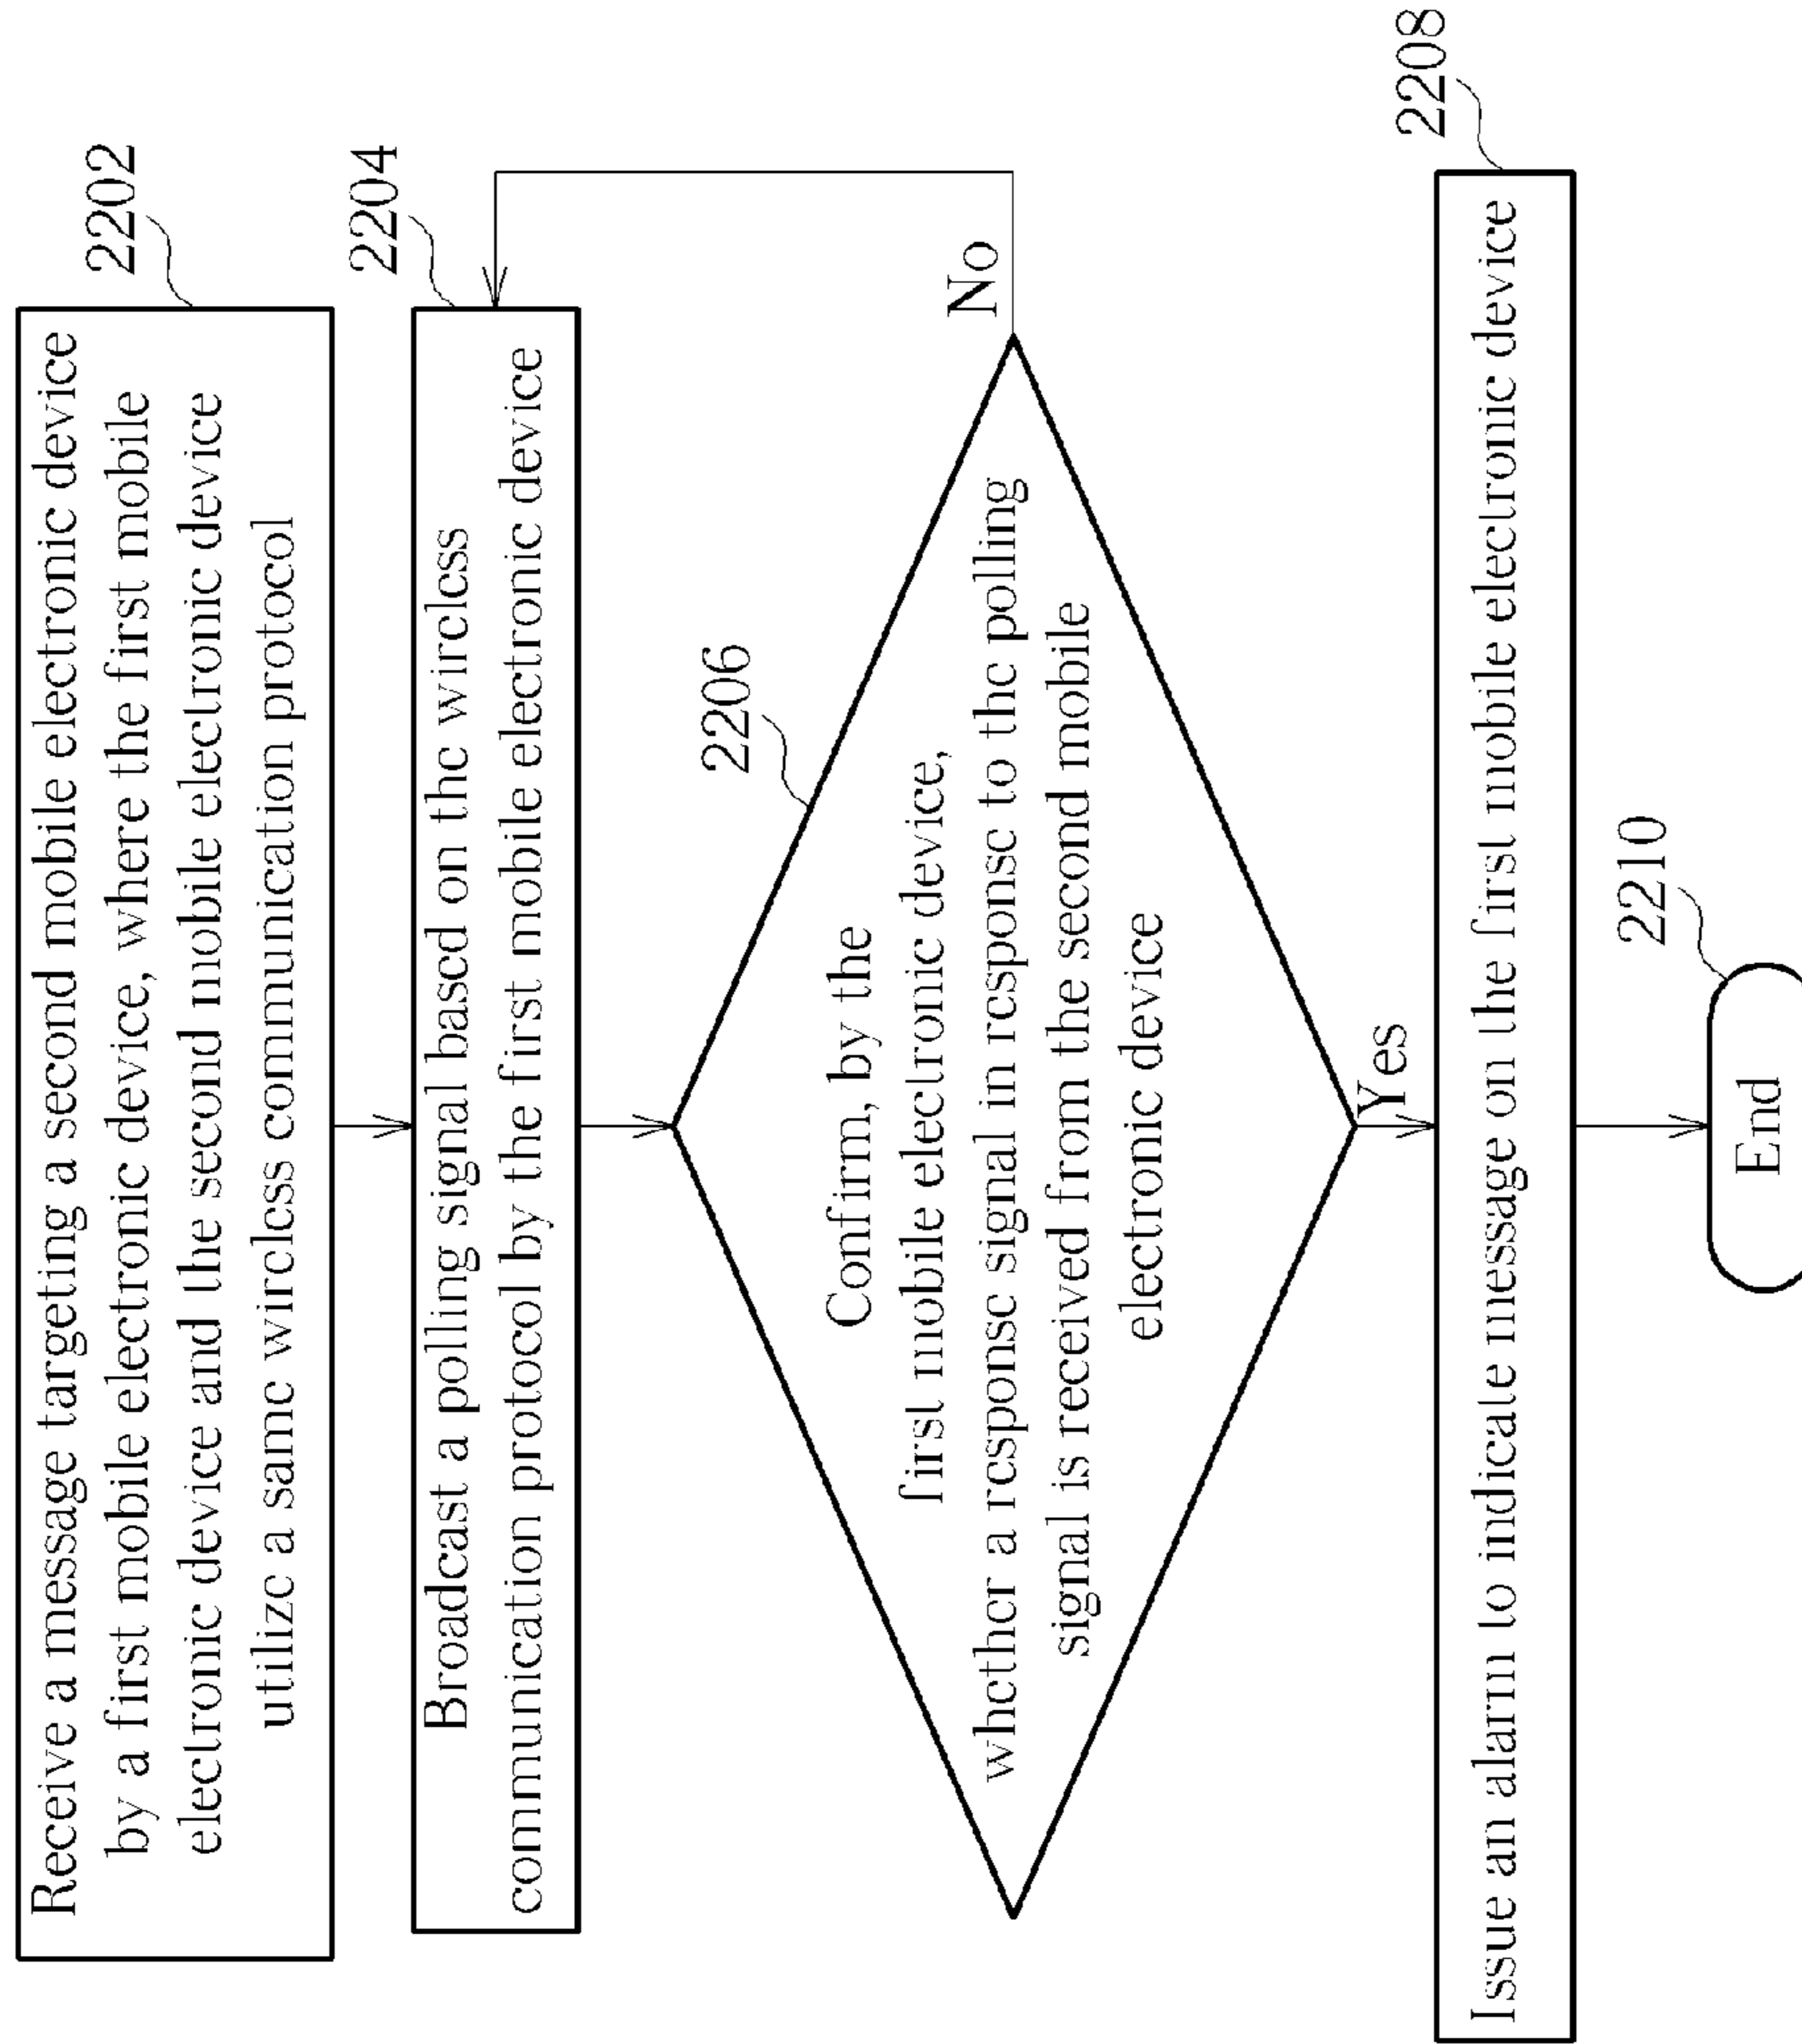 Receive a message targeting a second mobile electronic device
by a first mobile electronic device, where the first mobile
electronic device and the second mobile electronic device
utilize a same wireless communication protocol
2202
Broadcast a polling signal based on the wireless
communication protocol by the first mobile electronic device
2204
Confirm, by the
first mobile electronic device,
whether a response signal in response to the polling
signal is received from the second mobile
electronic device
2206
No
Yes
Issue an alarm to indicate message on the first mobile electronic device
2208
End
2210